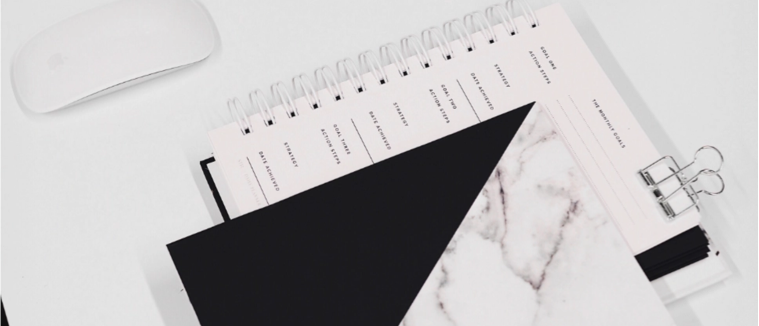 THE MONTHLY GOALS
GOAL ONE
ACTION STEPS
STRATEGY
DATE ACHIEVED
GOAL TWO
ACTION STEPS
STRATEGY
DATE ACHIEVED
GOAL THREE
ACTION STEPS
STRATEGY
DATE ACHIEVED